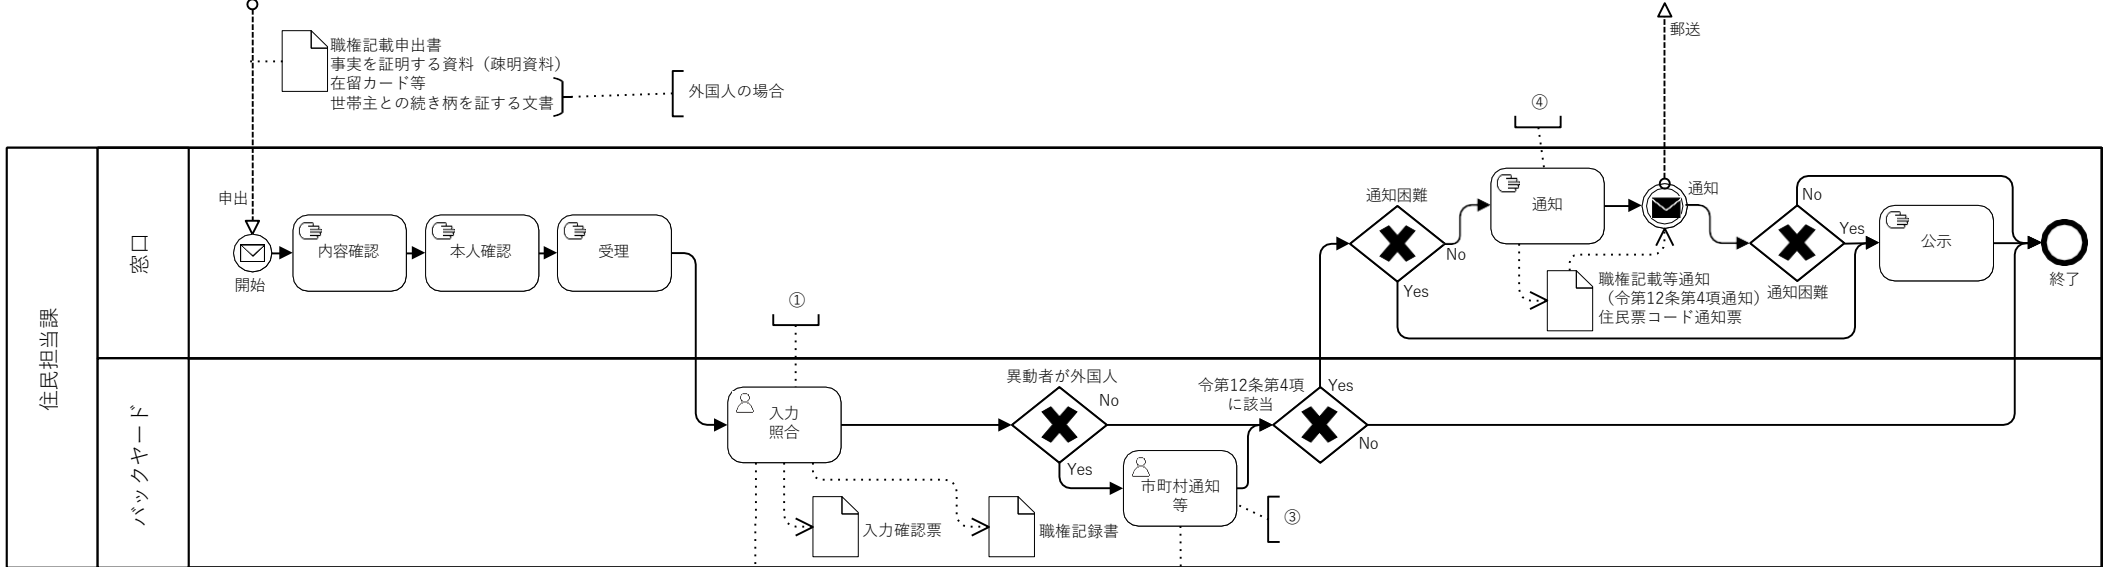 職権記載申出書
事実を証明する資料（疎明資料）
在留カード等
世帯主との続き柄を証する文書
外国人の場合
郵送
④
住民担当課
窓口
申出
開始
内容確認
本人確認
受理
①
通知困難
No
Yes
通知
通知
職権記載等通知
（令第12条第4項通知）
住民票コード通知票
No
Yes
通知困難
公示
終了
バックヤード
入力
照合
入力確認票
職権記録書
異動者が外国人
No
Yes
市町村通知
等
③
令第12条第4項
に該当
Yes
No